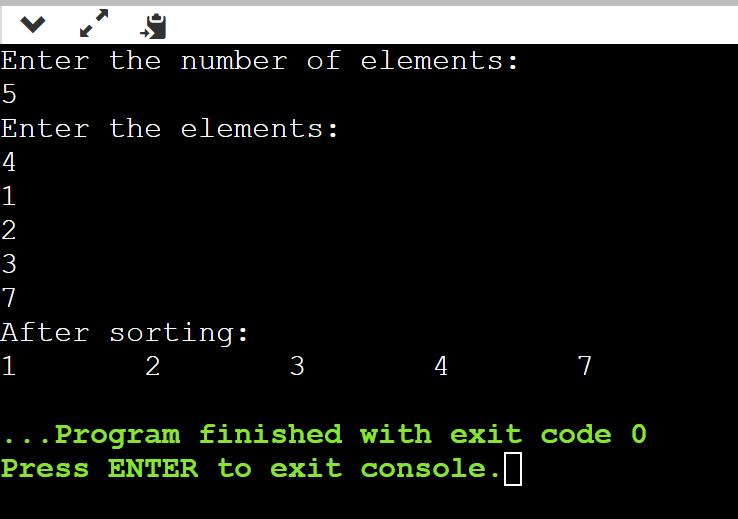 Enter the number of elements:
5
Enter the elements:
4
1
2
3
7
After sorting:
1 2 3 4 7
...Program finished with exit code 0
Press ENTER to exit console.